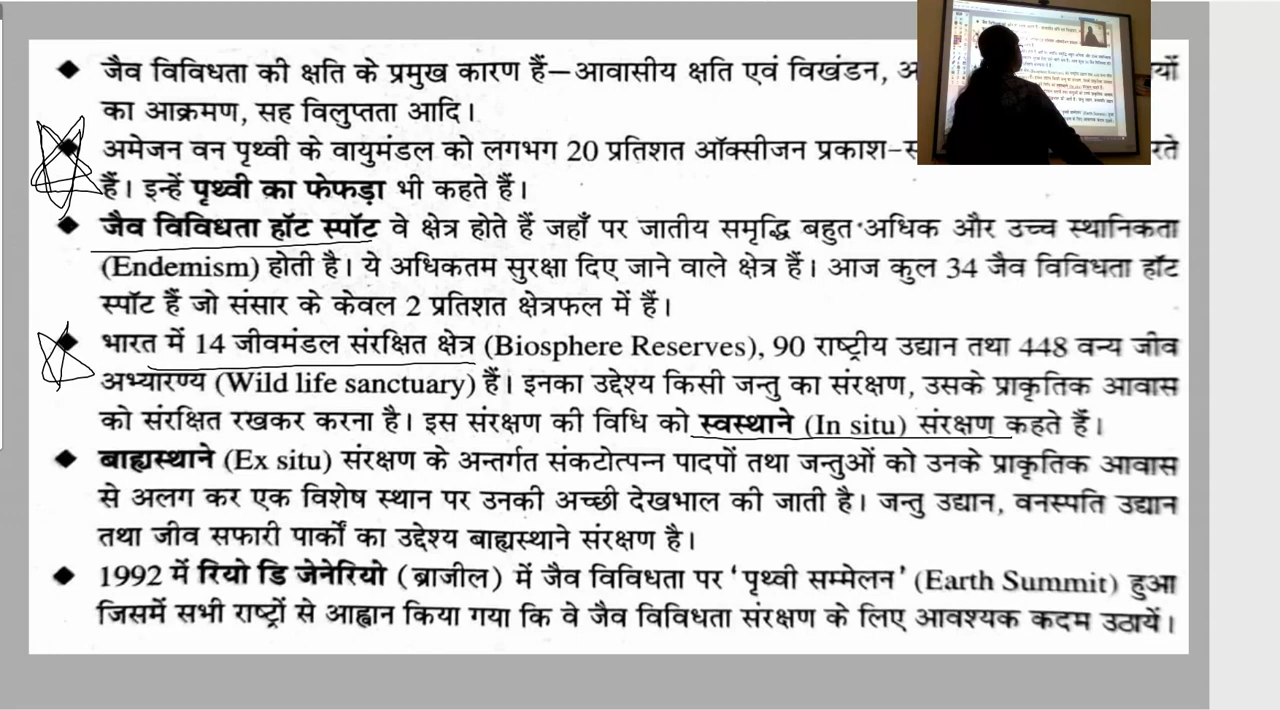 ◆ जैव विविधता की क्षति के प्रमुख कारण हैं—आवासीय क्षति एवं विखंडन,
का आक्रमण, सह विलुप्तता आदि।
◆ अमेजन वन पृथ्वी के वायुमंडल को लगभग 20 प्रतिशत ऑक्सीजन प्रकाश-
हैं। इन्हें पृथ्वी का फेफड़ा भी कहते हैं।
◆ जैव विविधता हॉट स्पॉट वे क्षेत्र होते हैं जहाँ पर जातीय समृद्धि बहुत अधिक और उच्च स्थानिकता
(Endemism) होती है। ये अधिकतम सुरक्षा दिए जाने वाले क्षेत्र हैं। आज कुल 34 जैव विविधता हॉट
स्पॉट हैं जो संसार के केवल 2 प्रतिशत क्षेत्रफल में हैं।
◆ भारत में 14 जीवमंडल संरक्षित क्षेत्र (Biosphere Reserves), 90 राष्ट्रीय उद्यान तथा 448 वन्य जीव
अभ्यारण्य (Wild life sanctuary) हैं। इनका उद्देश्य किसी जन्तु का संरक्षण, उसके प्राकृतिक आवास
को संरक्षित रखकर करना है। इस संरक्षण की विधि को स्वस्थाने (In situ) संरक्षण कहते हैं।
◆ बाह्यस्थाने (Ex situ) संरक्षण के अन्तर्गत संकटोत्पन्न पादपों तथा जन्तुओं को उनके प्राकृतिक आवास
से अलग कर एक विशेष स्थान पर उनकी अच्छी देखभाल की जाती है। जन्तु उद्यान, वनस्पति उद्यान
तथा जीव सफारी पार्कों का उद्देश्य बाह्यस्थाने संरक्षण है।
◆ 1992 में रियो डि जेनेरियो (ब्राजील) में जैव विविधता पर ‘पृथ्वी सम्मेलन’ (Earth Summit) हुआ
जिसमें सभी राष्ट्रों से आह्वान किया गया कि वे जैव विविधता संरक्षण के लिए आवश्यक कदम उठायें।